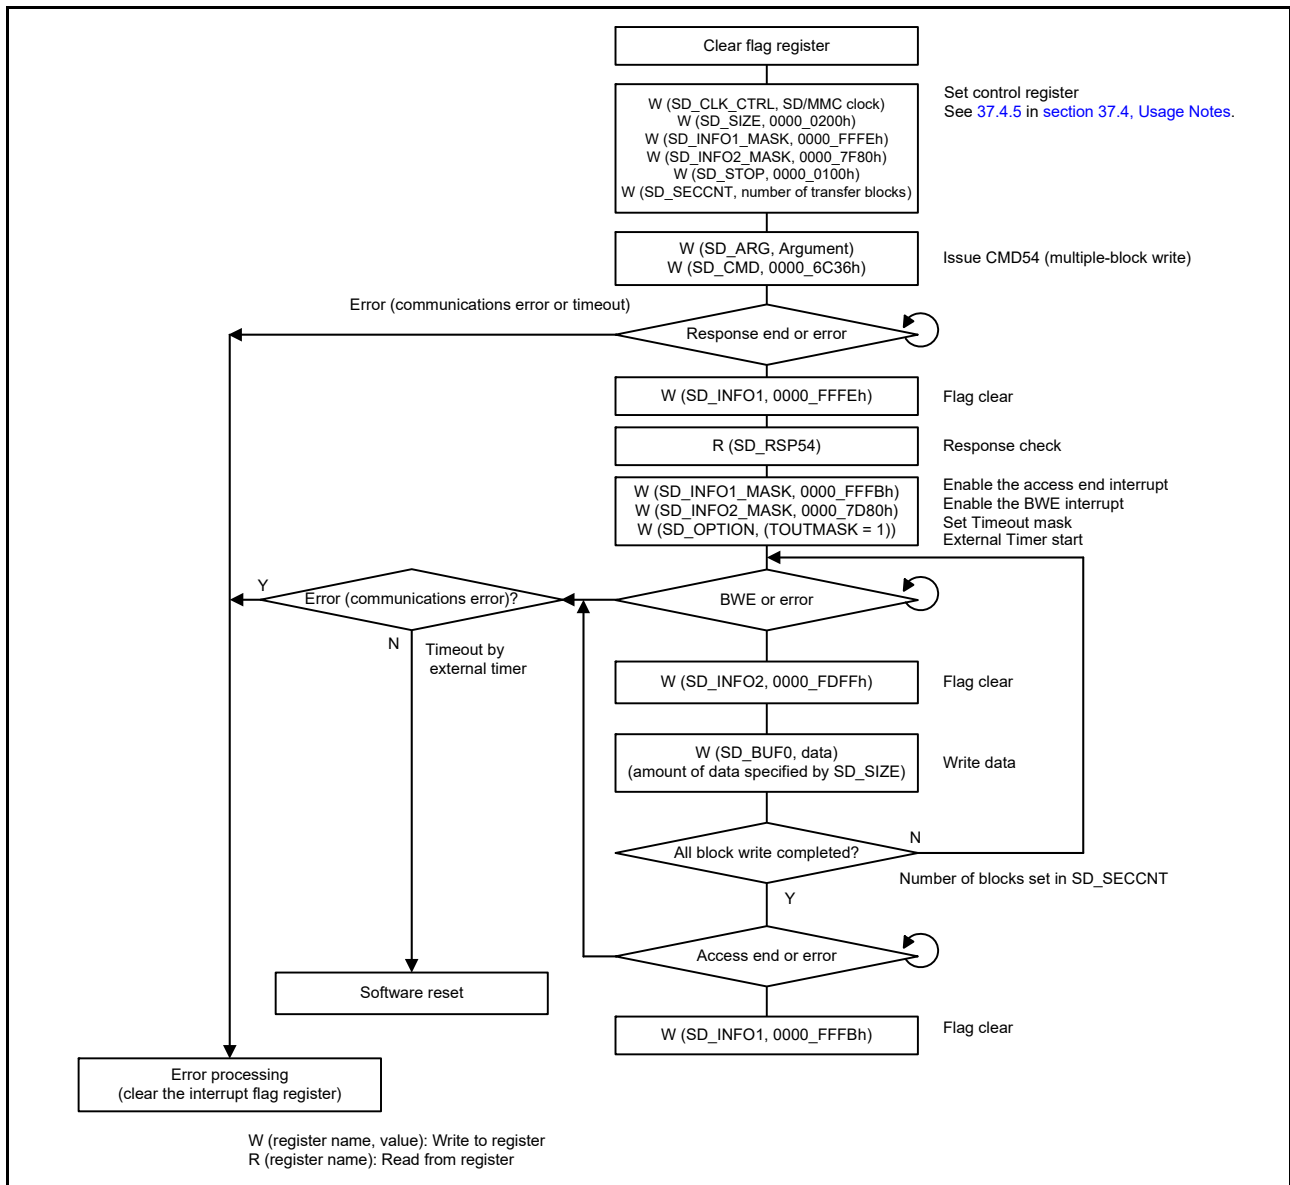 Clear flag register
W (SD_CLK_CTRL, SD/MMC clock)
W (SD_SIZE, 0000_0200h)
W (SD_INFO1_MASK, 0000_FFFEh)
W (SD_INFO2_MASK, 0000_7F80h)
W (SD_STOP, 0000_0100h)
W (SD_SECCNT, number of transfer blocks)
Set control register
See 37.4.5 in section 37.4, Usage Notes.
W (SD_ARG, Argument)
W (SD_CMD, 0000_6C36h)
Issue CMD54 (multiple-block write)
Error (communications error or timeout)
Response end or error
W (SD_INFO1, 0000_FFFEh)
Flag clear
R (SD_RSP54)
Response check
W (SD_INFO1_MASK, 0000_FFFBh)
W (SD_INFO2_MASK, 0000_7D80h)
W (SD_OPTION, (TOUTMASK = 1))
Enable the access end interrupt
Enable the BWE interrupt
Set Timeout mask
External Timer start
Y
Error (communications error)?
BWE or error
N
Timeout by
external timer
W (SD_INFO2, 0000_FDFFh)
Flag clear
W (SD_BUF0, data)
(amount of data specified by SD_SIZE)
Write data
All block write completed?
N
Number of blocks set in SD_SECCNT
Y
Access end or error
Software reset
W (SD_INFO1, 0000_FFFBh)
Flag clear
Error processing
(clear the interrupt flag register)
W (register name, value): Write to register
R (register name): Read from register